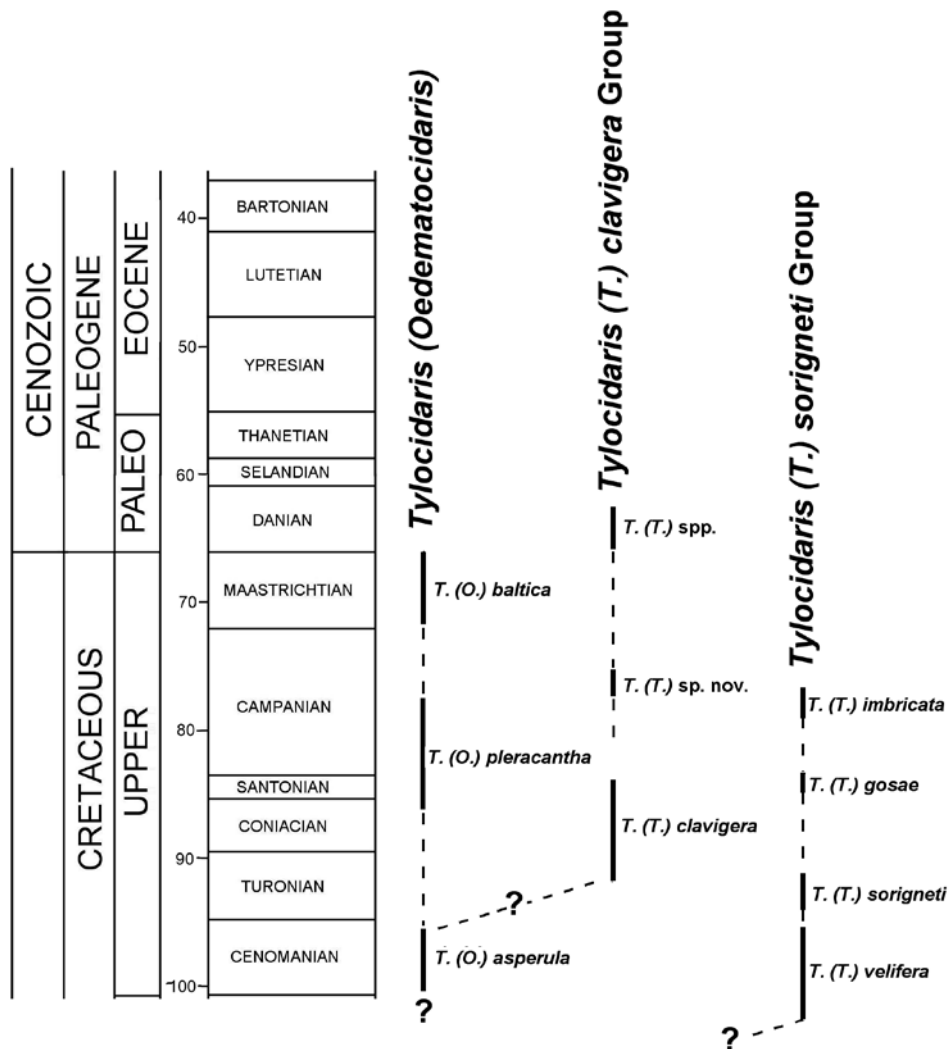 CENOZOIC
PALEOGENE
EOCENE
PALEO
CRETACEOUS
UPPER
40
50
60
70
80
90
100
BARTONIAN
LUTETIAN
YPRESIAN
THANETIAN
SELANDIAN
DANIAN
MAASTRICHTIAN
CAMPANIAN
SANTONIAN
CONIACIAN
TURONIAN
CENOMANIAN
Tylocidaris (Oedematocidaris)
T. (O.) baltica
T. (O.) pleracantha
T. (O.) asperula
?
?
Tylocidaris (T.) clavigera Group
T. (T.) spp.
T. (T.) sp. nov.
T. (T.) clavigera
Tylocidaris (T.) sorigneti Group
T. (T.) imbricata
T. (T.) gosae
T. (T.) sorigneti
T. (T.) velifera
?